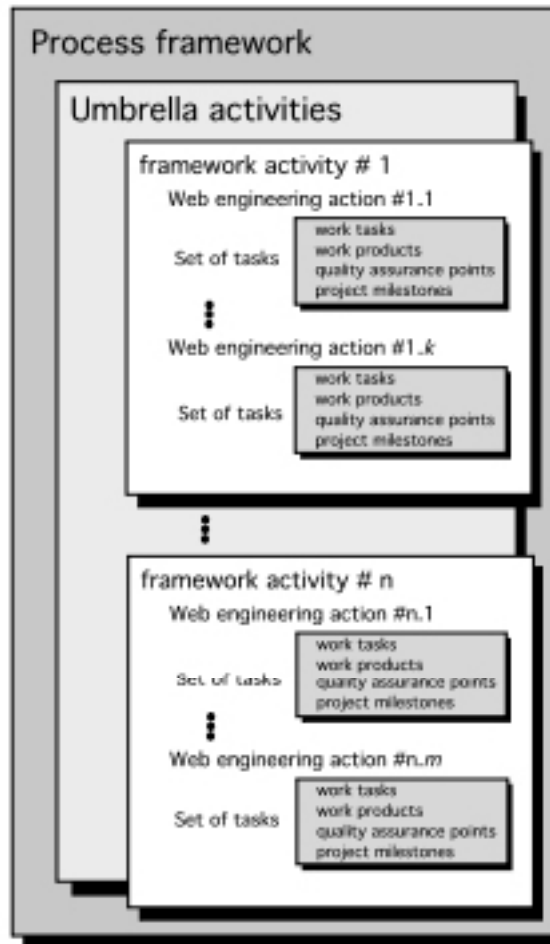 Process framework
Umbrella activities
framework activity # 1
Web engineering action #1.1
Set of tasks
work tasks
work products
quality assurance points
project milestones
Web engineering action #1.k
Set of tasks
work tasks
work products
quality assurance points
project milestones
framework activity # n
Web engineering action #n.1
Set of tasks
work tasks
work products
quality assurance points
project milestones
Web engineering action #n.m
Set of tasks
work tasks
work products
quality assurance points
project milestones